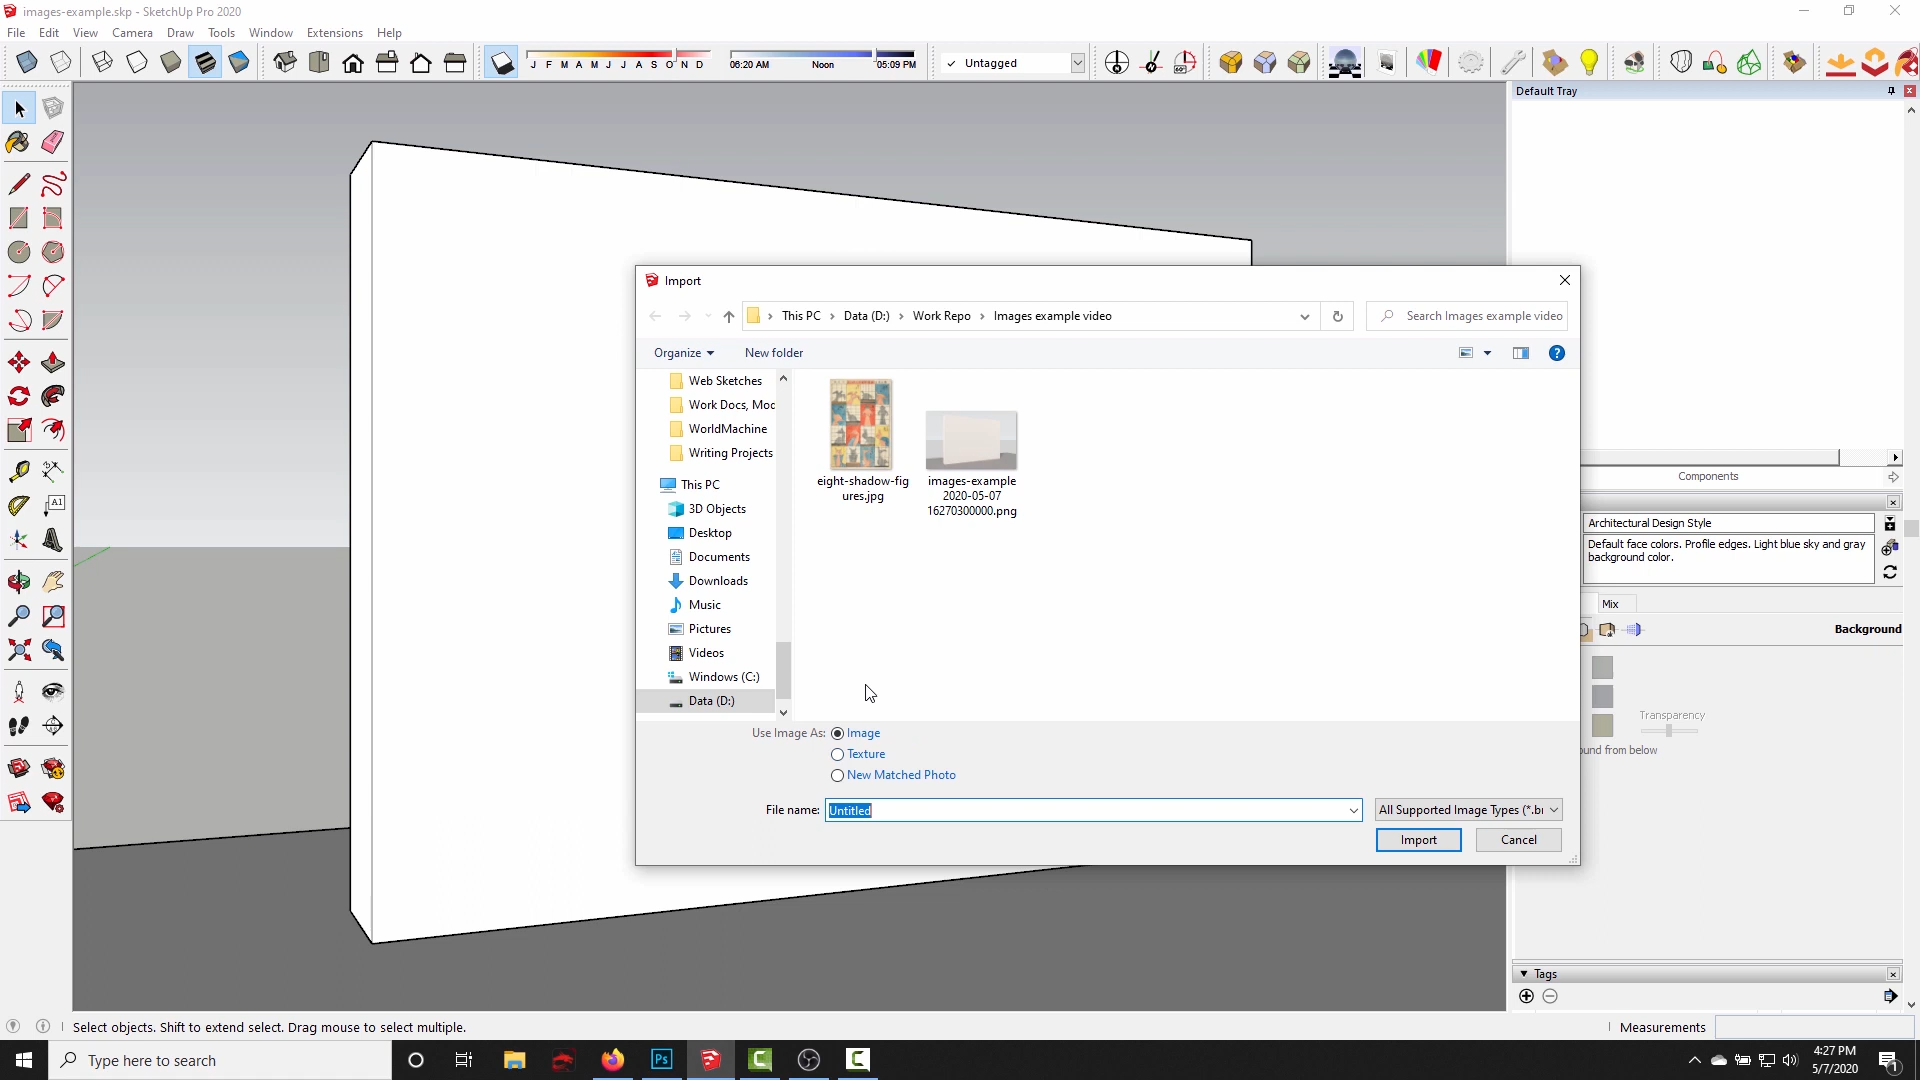 images-example.skp - SketchUp Pro 2020
File Edit View Camera Draw Tools Window Extensions Help
J F M A M J J A S O N D
06:20 AM Noon 05:09 PM
Untagged
Default Tray
Import
This PC › Data (D:) › Work Repo › Images example video
Search Images example video
Organize
New folder
Web Sketches
Work Docs, Mod
WorldMachine
Writing Projects
This PC
3D Objects
Desktop
Documents
Downloads
Music
Pictures
Videos
Windows (C:)
Data (D:)
eight-shadow-fig
ures.jpg
images-example
2020-05-07
16270300000.png
Use Image As: Image
Texture
New Matched Photo
File name: Untitled
All Supported Image Types (*.b
Import
Cancel
Components
Architectural Design Style
Default face colors. Profile edges. Light blue sky and gray
background color.
Mix
Background
Transparency
und from below
Tags
Select objects. Shift to extend select. Drag mouse to select multiple.
Measurements
Type here to search
Ps
4:27 PM
5/7/2020